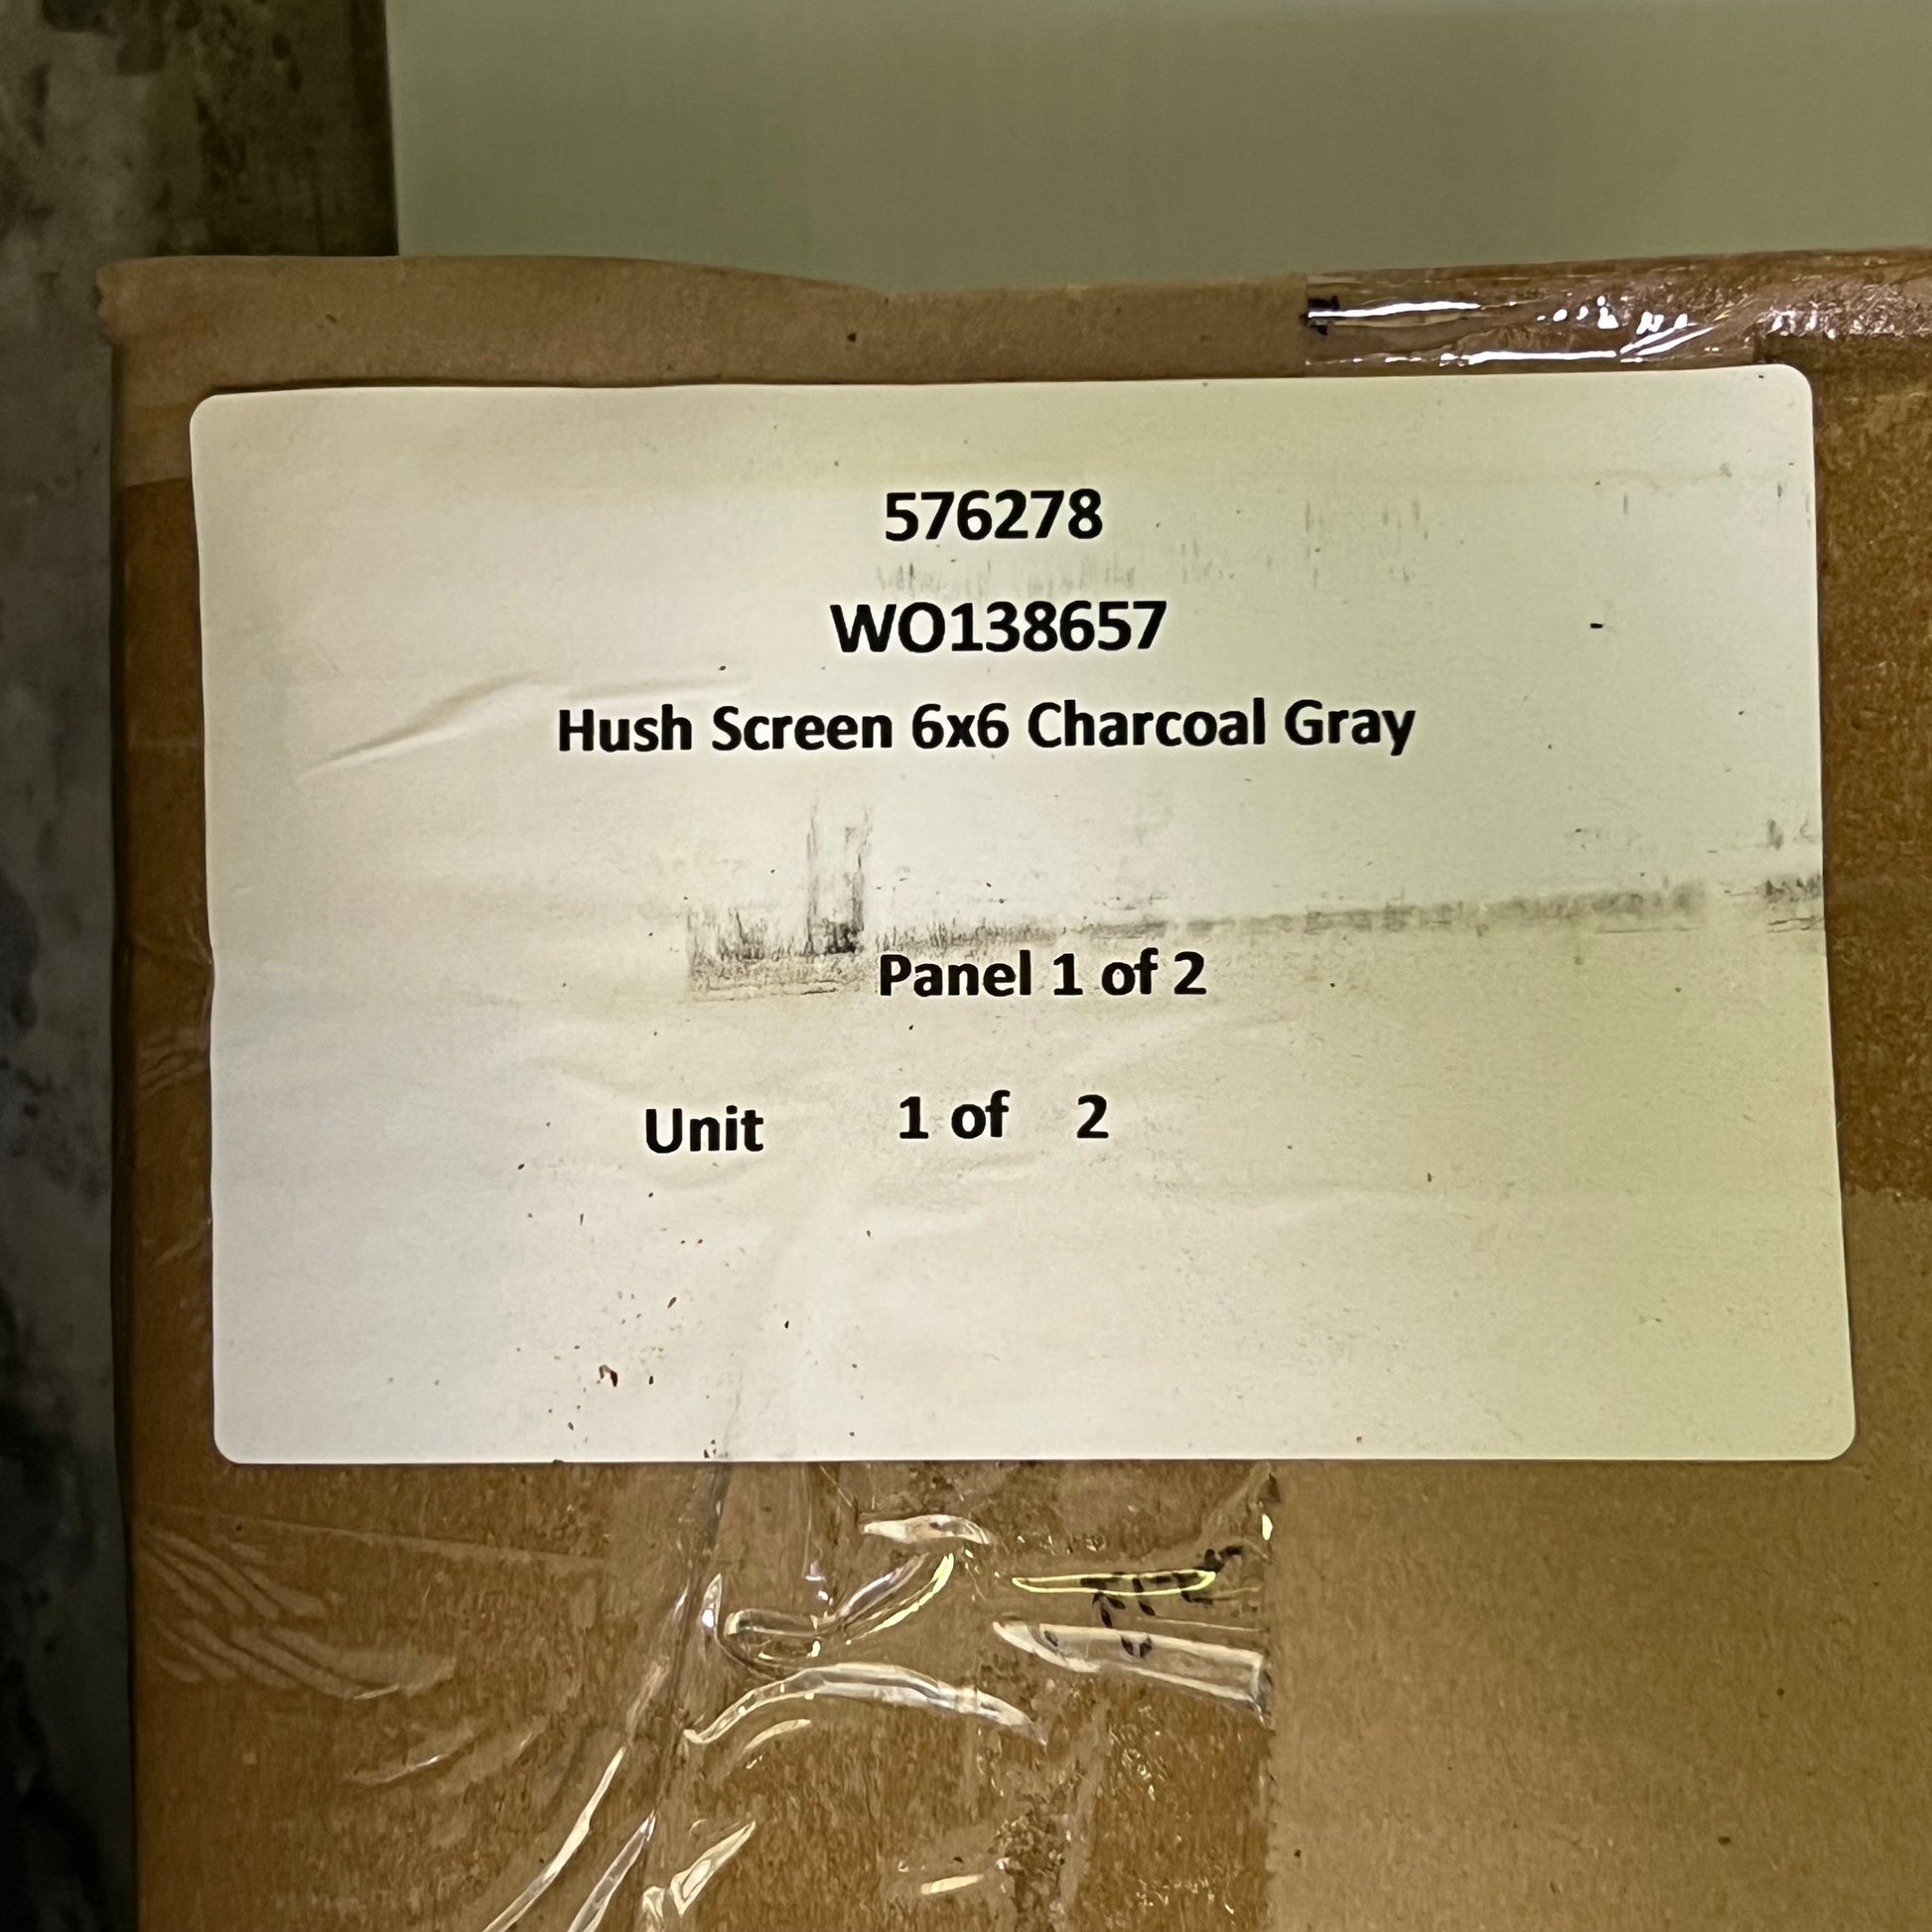 576278
WO138657
Hush Screen 6x6 Charcoal Gray
Panel 1 of 2
Unit 1 of 2